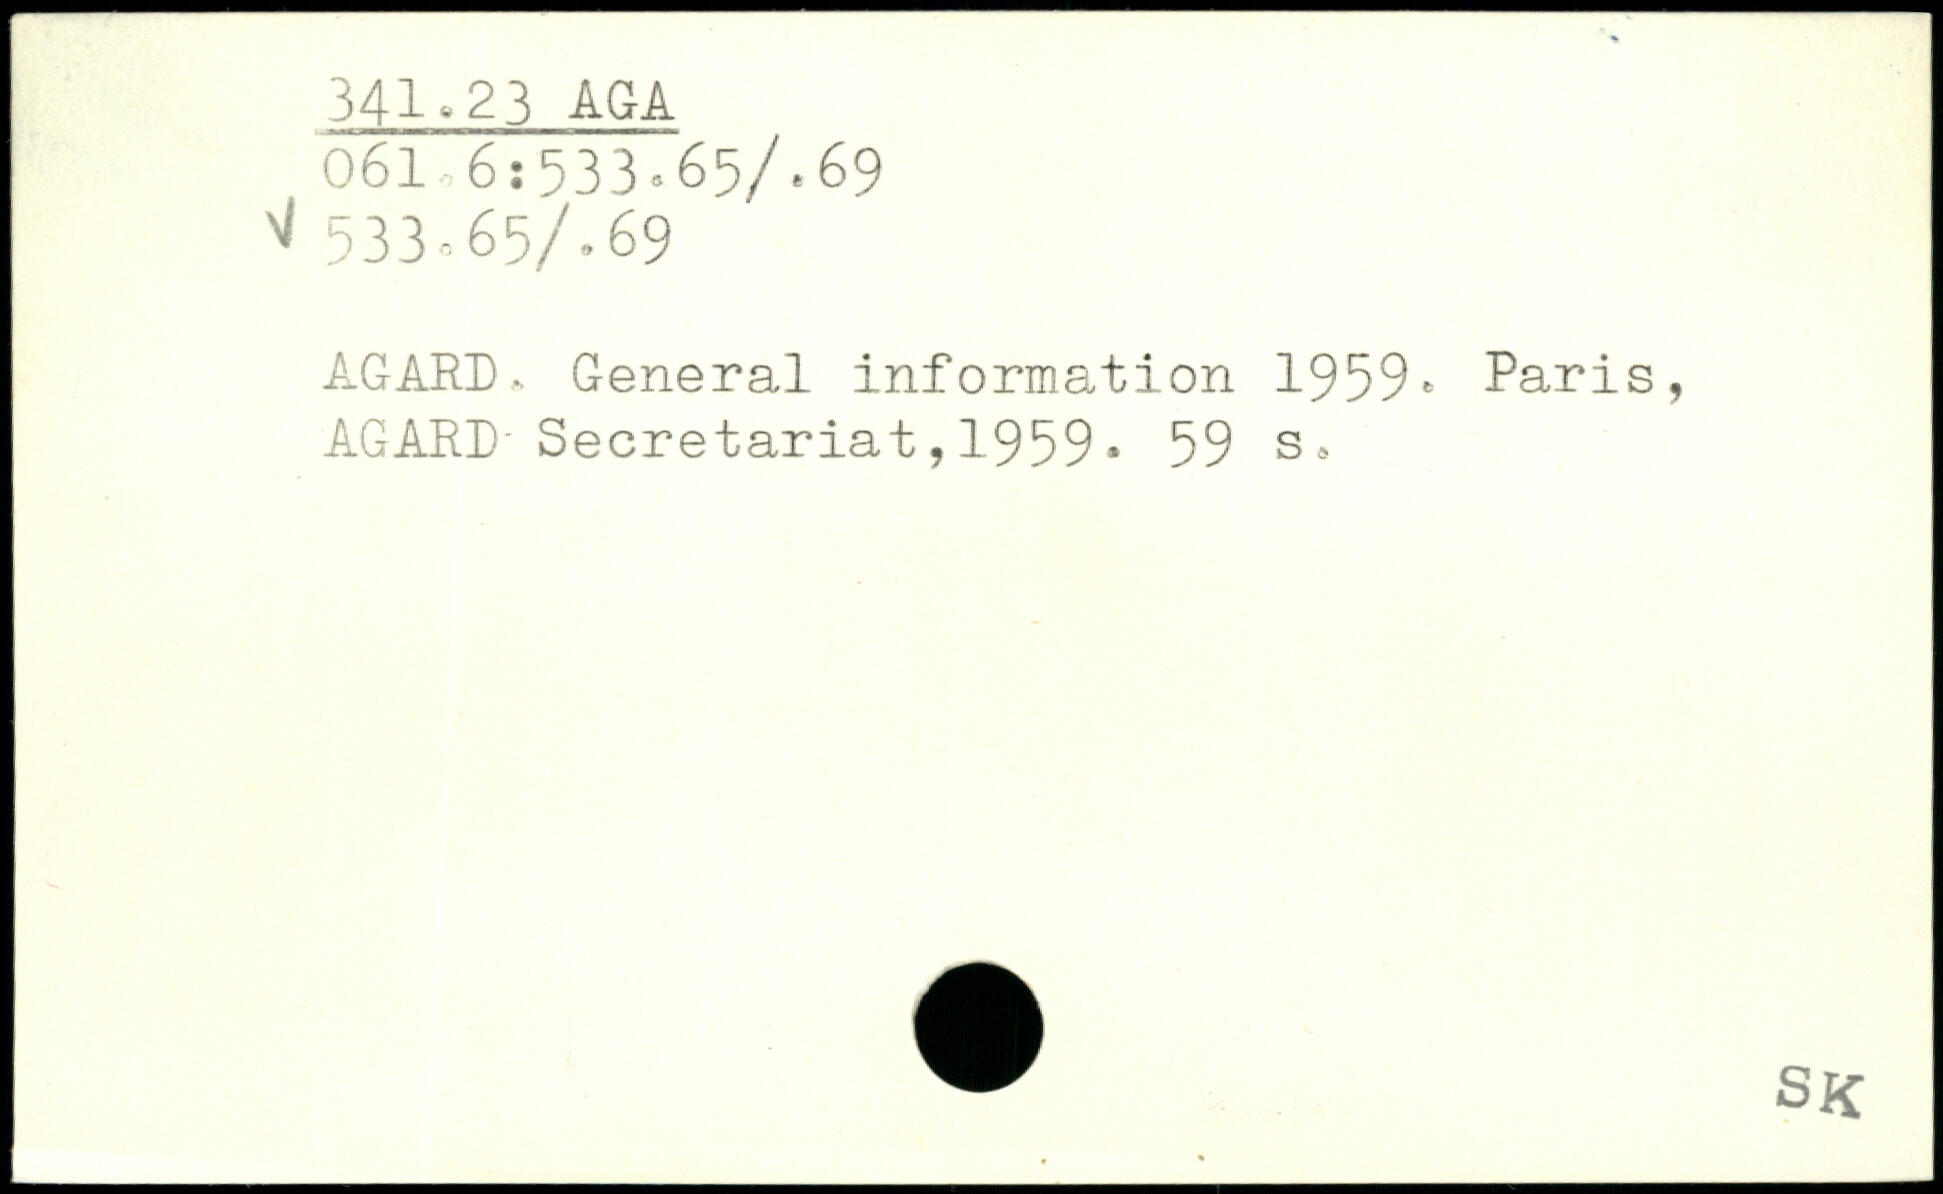 341.23 AGA
061.6:533.65/.69
V 533.65/.69
AGARD. General information 1959. Paris,
AGARD Secretariat,1959. 59 s.
SK